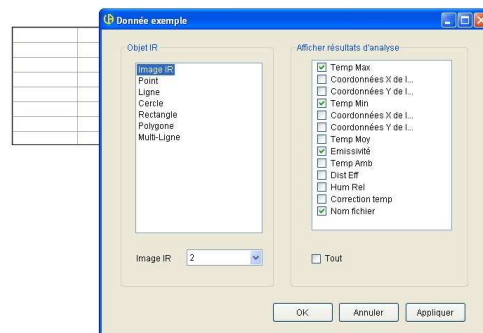 Donnée exemple
Objet IR
Image IR
Point
Ligne
Cercle
Rectangle
Polygone
Multi-Ligne
Image IR 2
Afficher résultats d'analyse
Temp Max
Coordonnées X de l...
Coordonnées Y de l...
Temp Min
Coordonnées X de l...
Coordonnées Y de l...
Temp Moy
Emissivité
Temp Amb
Dist Eff
Hum Rel
Correction temp
Nom fichier
Tout
OK Annuler Appliquer